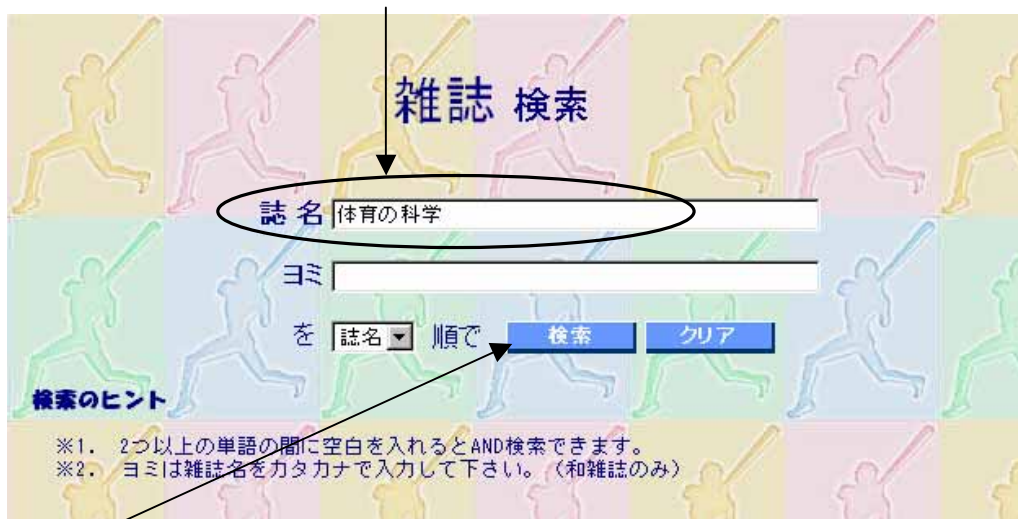 雑誌 検索
誌 名 体育の科学
ヨミ
を 誌名 順で 検索 クリア
検索のヒント
※1. 2つ以上の単語の間に空白を入れるとAND検索できます。
※2. ヨミは雑誌名をカタカナで入力して下さい。（和雑誌のみ）